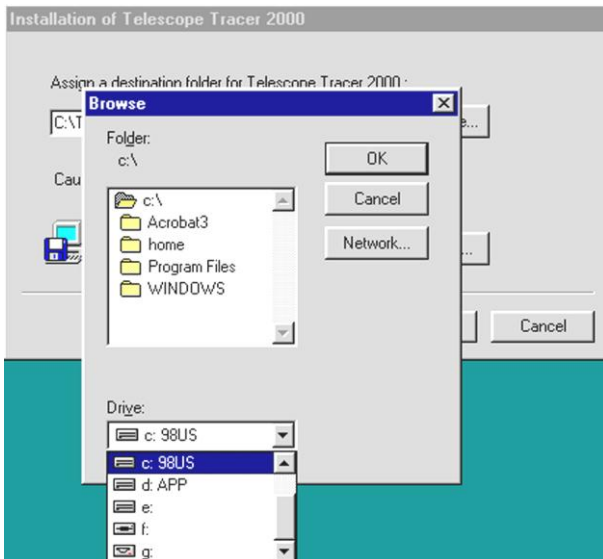 Installation of Telescope Tracer 2000
Assign a destination folder for Telescope Tracer 2000 :
Browse
C:\T
e...
Folder:
c:\
OK
Cau
c:\
Cancel
Acrobat3
home
Network...
Program Files
...
WINDOWS
Cancel
Drive:
c: 98US
c: 98US
d: APP
e:
f:
g: